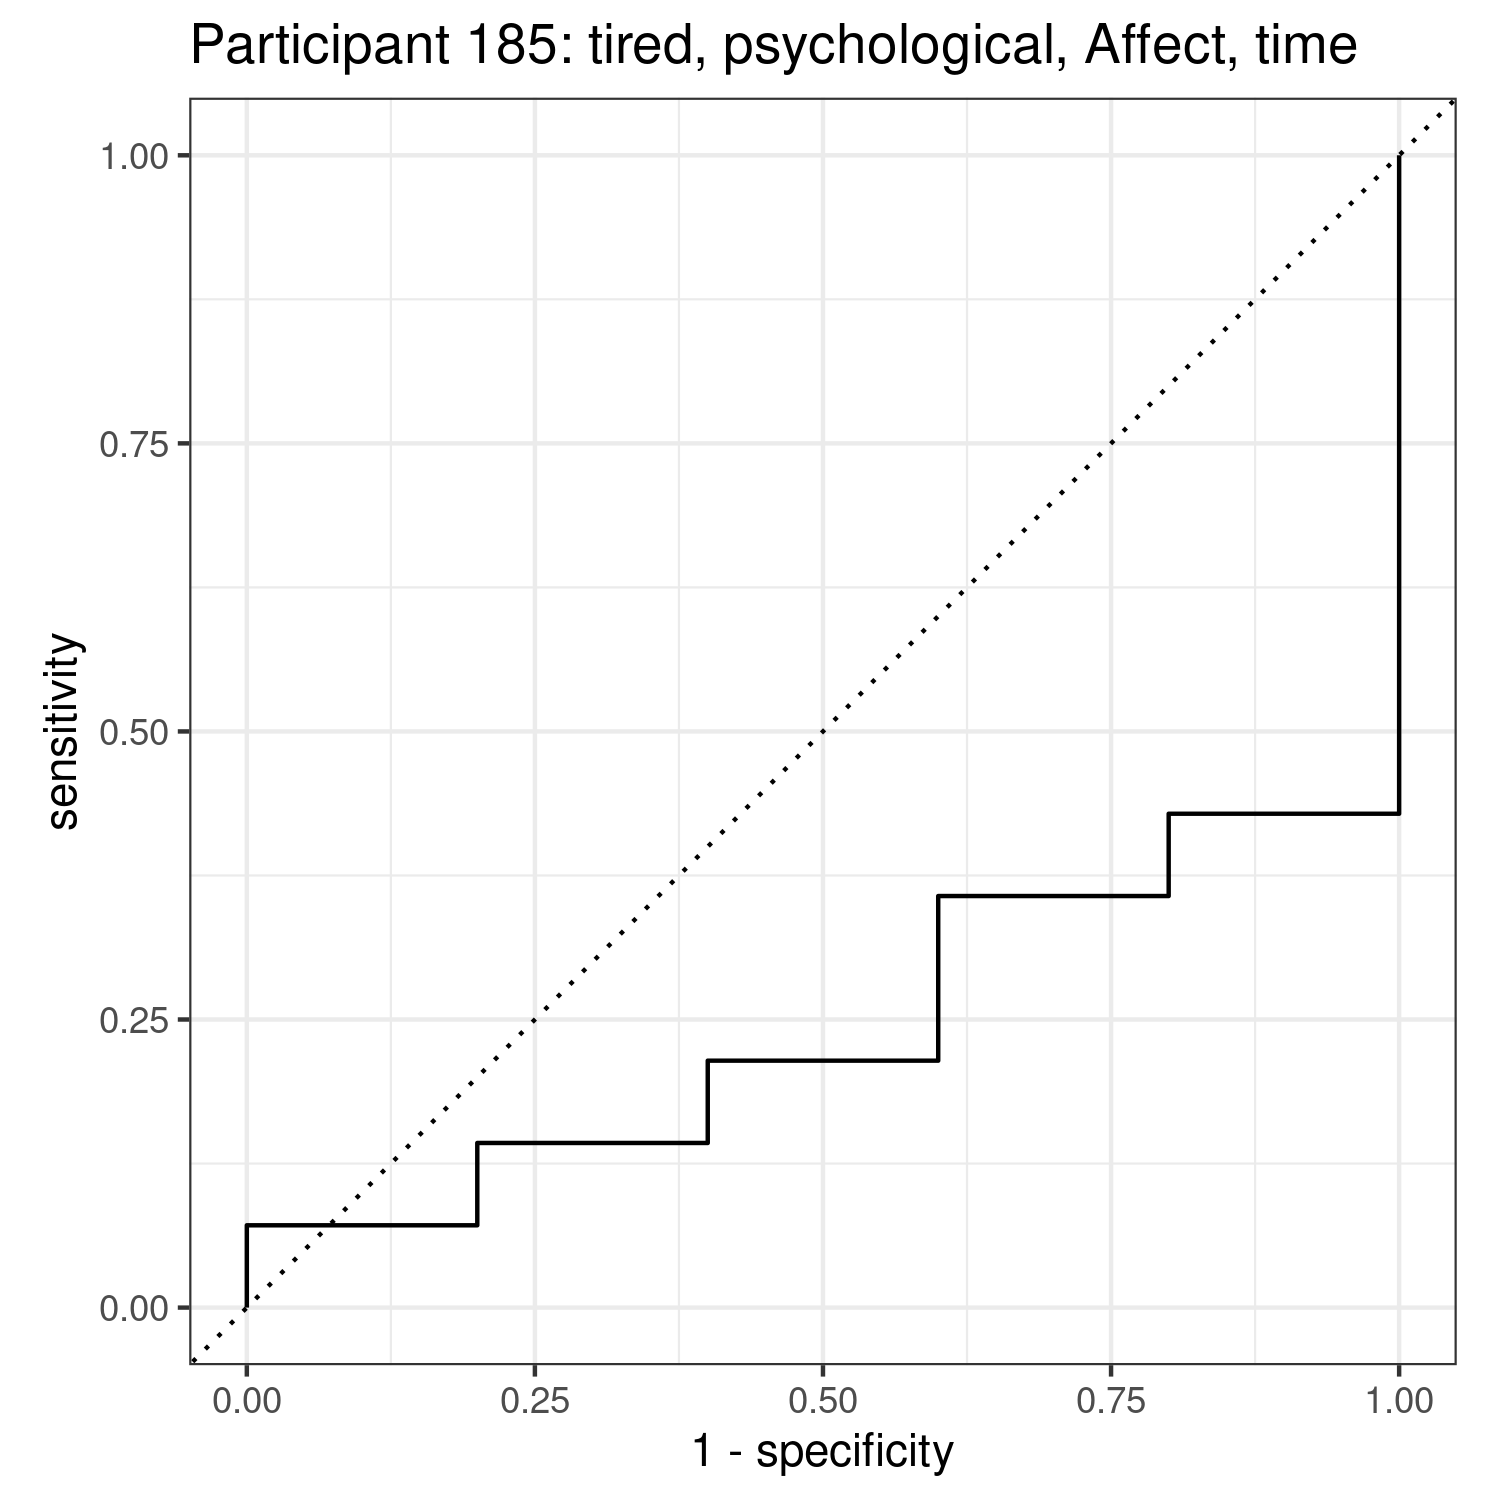 Participant 185: tired, psychological, Affect, time
1.00
0.75
0.50
0.25
0.00
sensitivity
0.00 0.25 0.50 0.75 1.00
1 - specificity